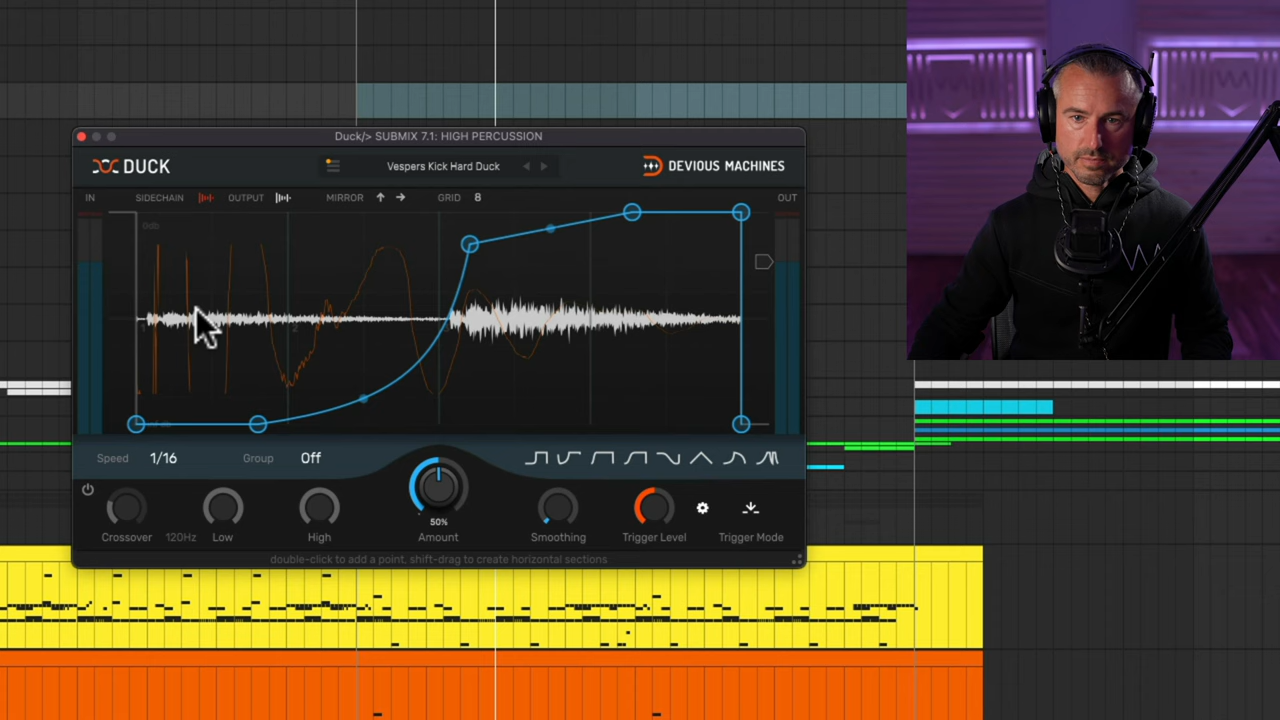 Duck/> SUBMIX 7.1: HIGH PERCUSSION
DUCK
Vespers Kick Hard Duck
DEVIOUS MACHINES
IN
SIDECHAIN
OUTPUT
MIRROR
GRID 8
OUT
0db
Speed 1/16
Group Off
Crossover
120Hz
Low
High
50%
Amount
Smoothing
Trigger Level
Trigger Mode
double-click to add a point, shift-drag to create horizontal sections